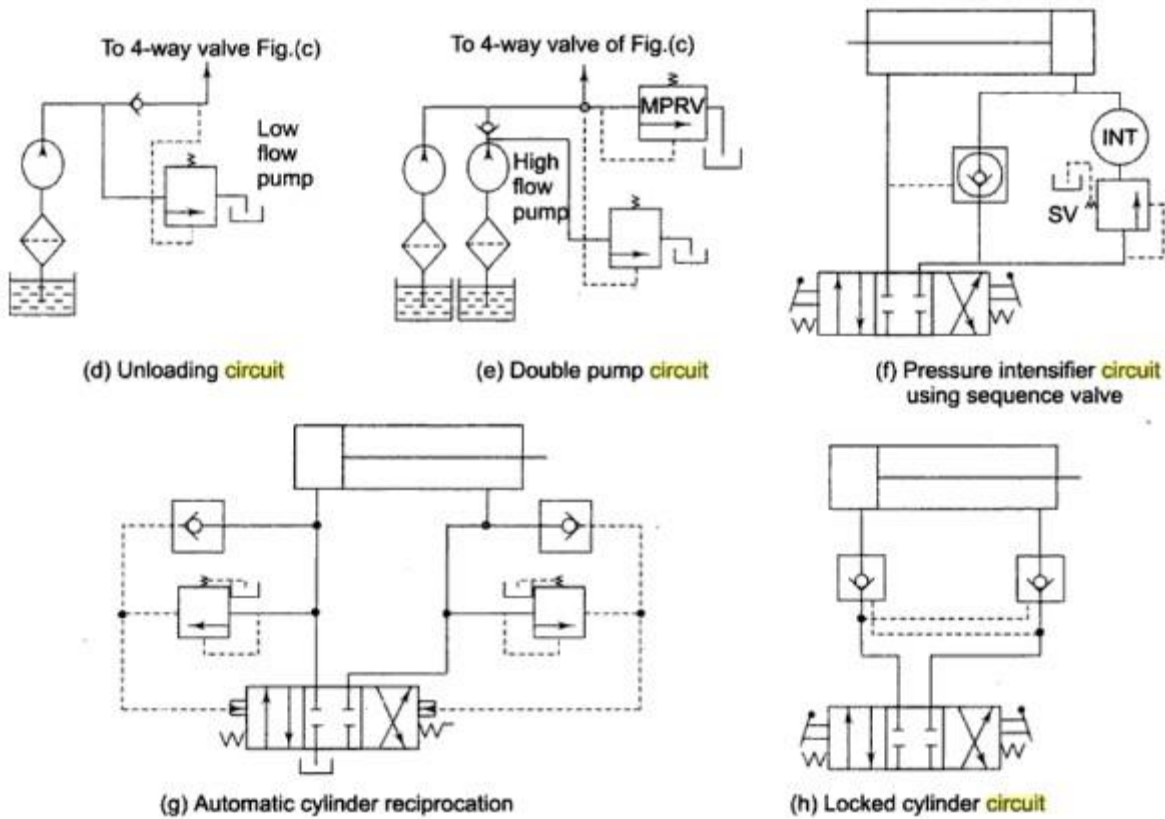 To 4-way valve Fig.(c)
Low
flow
pump
(d) Unloading circuit
To 4-way valve of Fig.(c)
MPRV
High
flow
pump
(e) Double pump circuit
INT
SV
(f) Pressure intensifier circuit
using sequence valve
(g) Automatic cylinder reciprocation
(h) Locked cylinder circuit